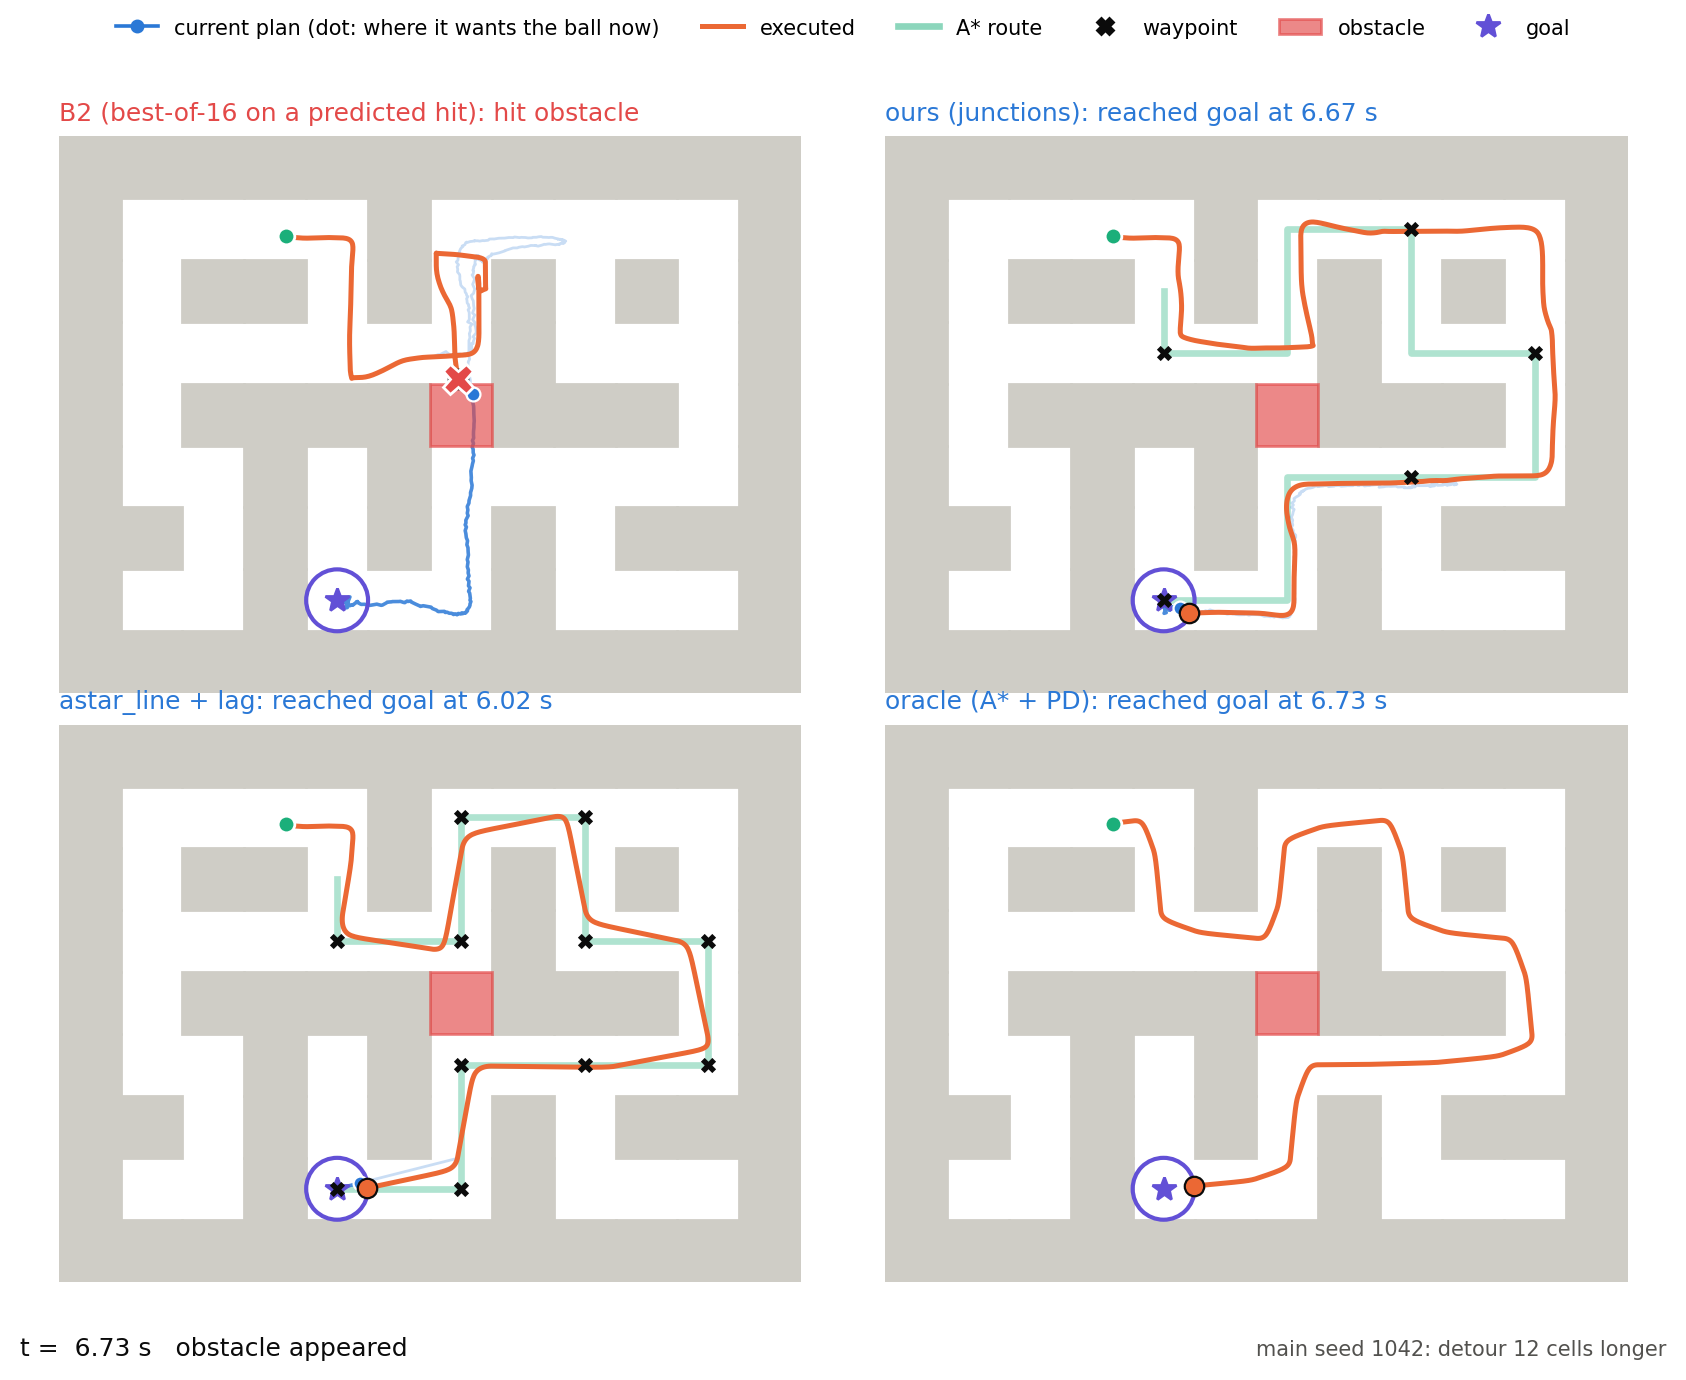 current plan (dot: where it wants the ball now)
executed
A* route
waypoint
obstacle
goal
B2 (best-of-16 on a predicted hit): hit obstacle
ours (junctions): reached goal at 6.67 s
astar_line + lag: reached goal at 6.02 s
oracle (A* + PD): reached goal at 6.73 s
t =  6.73 s   obstacle appeared
main seed 1042: detour 12 cells longer